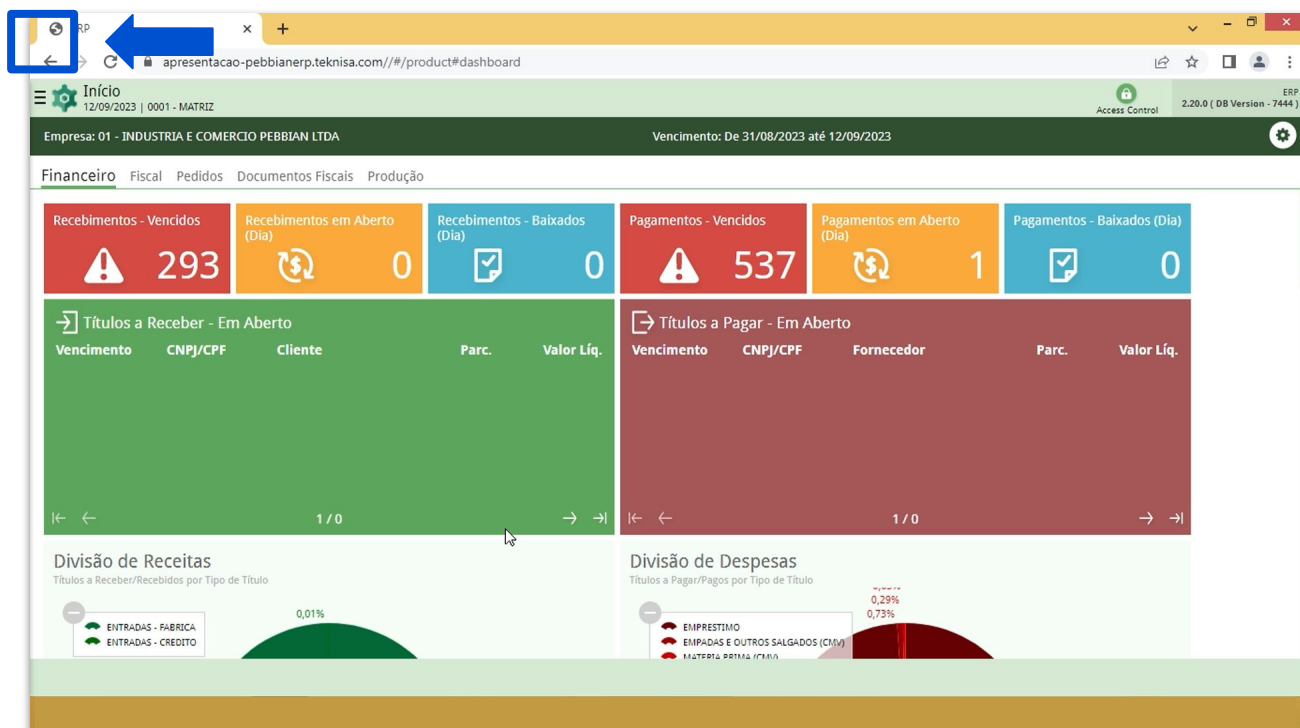 RP
apresentacao-pebbianerp.teknisa.com//#/product#dashboard
Início
12/09/2023 | 0001 - MATRIZ
Access Control
ERP
2.20.0 ( DB Version - 7444 )
Empresa: 01 - INDUSTRIA E COMERCIO PEBBIAN LTDA
Vencimento: De 31/08/2023 até 12/09/2023
Financeiro Fiscal Pedidos Documentos Fiscais Produção
Recebimentos - Vencidos
293
Recebimentos em Aberto
(Dia)
0
Recebimentos - Baixados
(Dia)
0
Pagamentos - Vencidos
537
Pagamentos em Aberto
(Dia)
1
Pagamentos - Baixados (Dia)
0
Títulos a Receber - Em Aberto
Vencimento CNPJ/CPF Cliente Parc. Valor Líq.
1 / 0
Títulos a Pagar - Em Aberto
Vencimento CNPJ/CPF Fornecedor Parc. Valor Líq.
1 / 0
Divisão de Receitas
Títulos a Receber/Recebidos por Tipo de Título
0,01%
ENTRADAS - FABRICA
ENTRADAS - CREDITO
Divisão de Despesas
Títulos a Pagar/Pagos por Tipo de Título
0,29%
0,73%
EMPRESTIMO
EMPADAS E OUTROS SALGADOS (CMV)
MATERIA PRIMA (CMV)